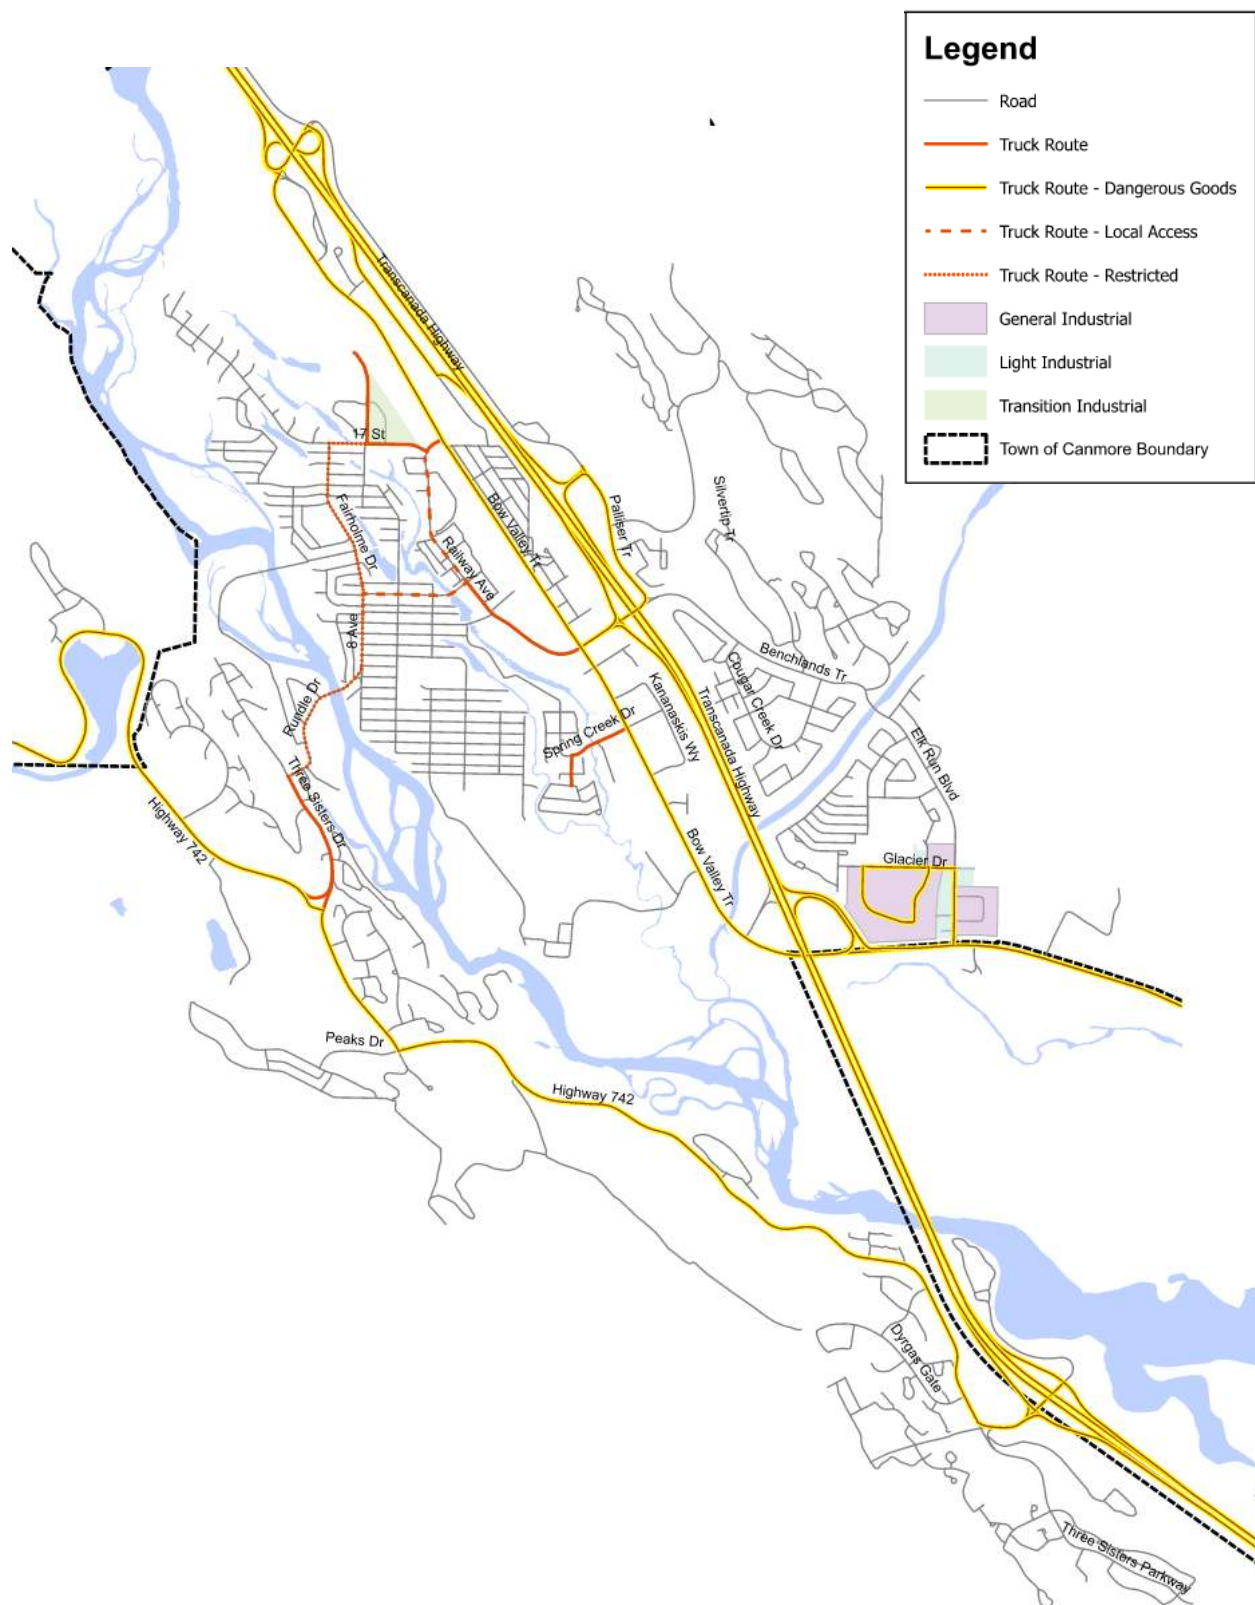 Legend
Road
Truck Route
Truck Route - Dangerous Goods
Truck Route - Local Access
Truck Route - Restricted
General Industrial
Light Industrial
Transition Industrial
Town of Canmore Boundary
Transcanada Highway
17 St
Fairholme Dr
Railway Ave
Bow Valley Tr
Palliser Tr
Silvertip Tr
8 Ave
Benchlands Tr
Cougar Creek Dr
Rundle Dr
Kananaskis Wy
Spring Creek Dr
Transcanada Highway
Elk Run Blvd
Three Sisters Dr
Highway 742
Bow Valley Tr
Glacier Dr
Peaks Dr
Highway 742
Dyrgas Gate
Three Sisters Parkway